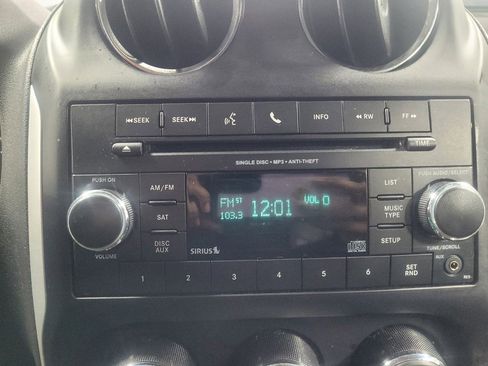 SEEK SEEK INFO RW FF
TIME
SINGLE DISC • MP3 • ANTI-THEFT
PUSH ON PUSH AUDIO/SELECT
AM/FM LIST
FM ST 12:01 VOL 0
103.3
SAT MUSIC TYPE
DISC AUX SETUP
VOLUME SIRIUS disc TUNE/SCROLL
AUX
1 2 3 4 5 6 SET RND